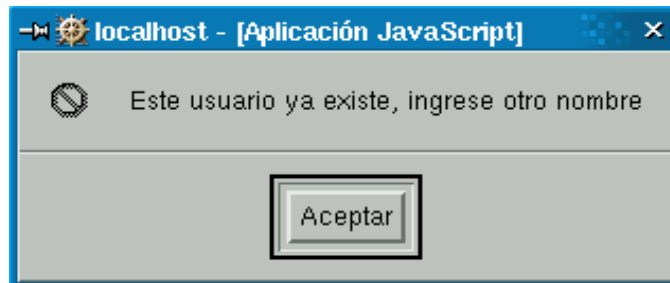 localhost - [Aplicación JavaScript]
Este usuario ya existe, ingrese otro nombre
Aceptar